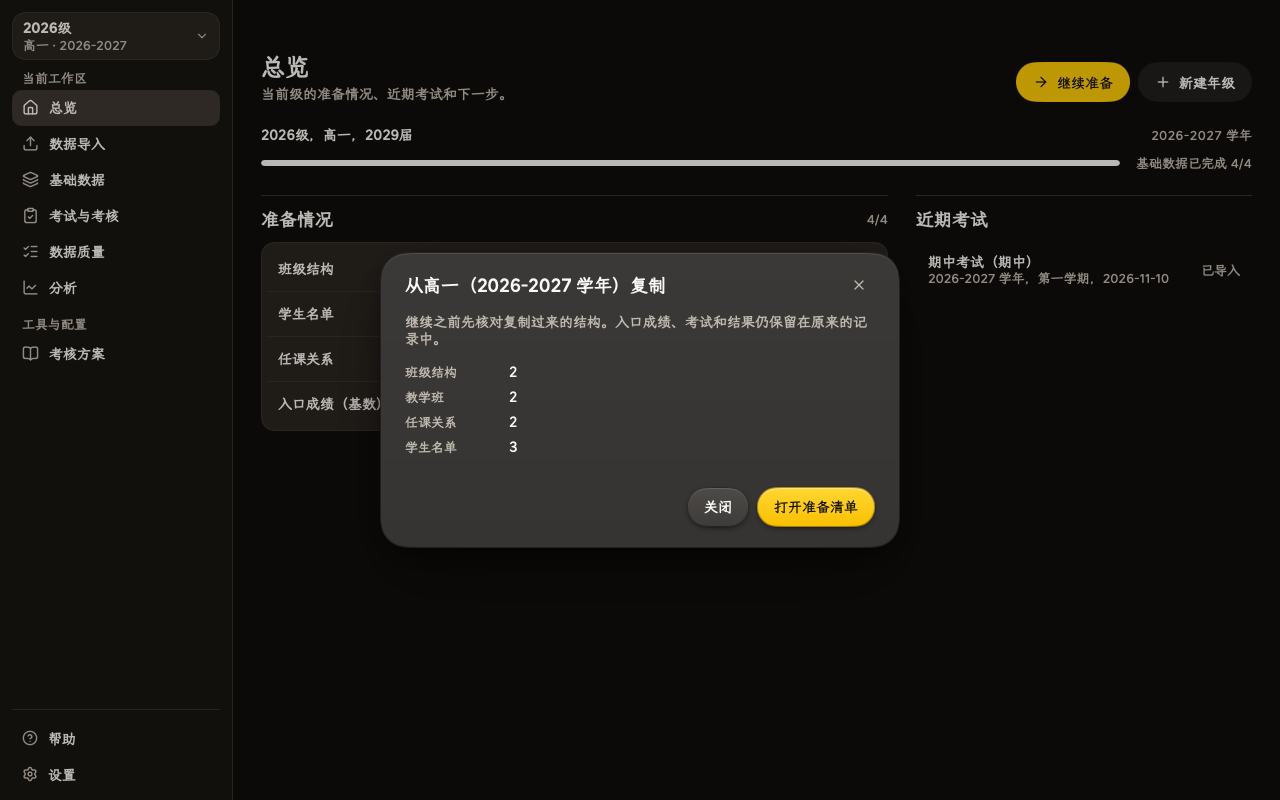 2026级
高一 · 2026-2027
当前工作区
总览
数据导入
基础数据
考试与考核
数据质量
分析
工具与配置
考核方案
帮助
设置
总览
当前级的准备情况、近期考试和下一步。
继续准备
新建年级
2026级，高一，2029届
2026-2027 学年
基础数据已完成 4/4
准备情况
4/4
班级结构
学生名单
任课关系
入口成绩（基数）
近期考试
期中考试（期中）
2026-2027 学年，第一学期，2026-11-10
已导入
从高一（2026-2027 学年）复制
继续之前先核对复制过来的结构。入口成绩、考试和结果仍保留在原来的记
录中。
班级结构 2
教学班 2
任课关系 2
学生名单 3
关闭
打开准备清单